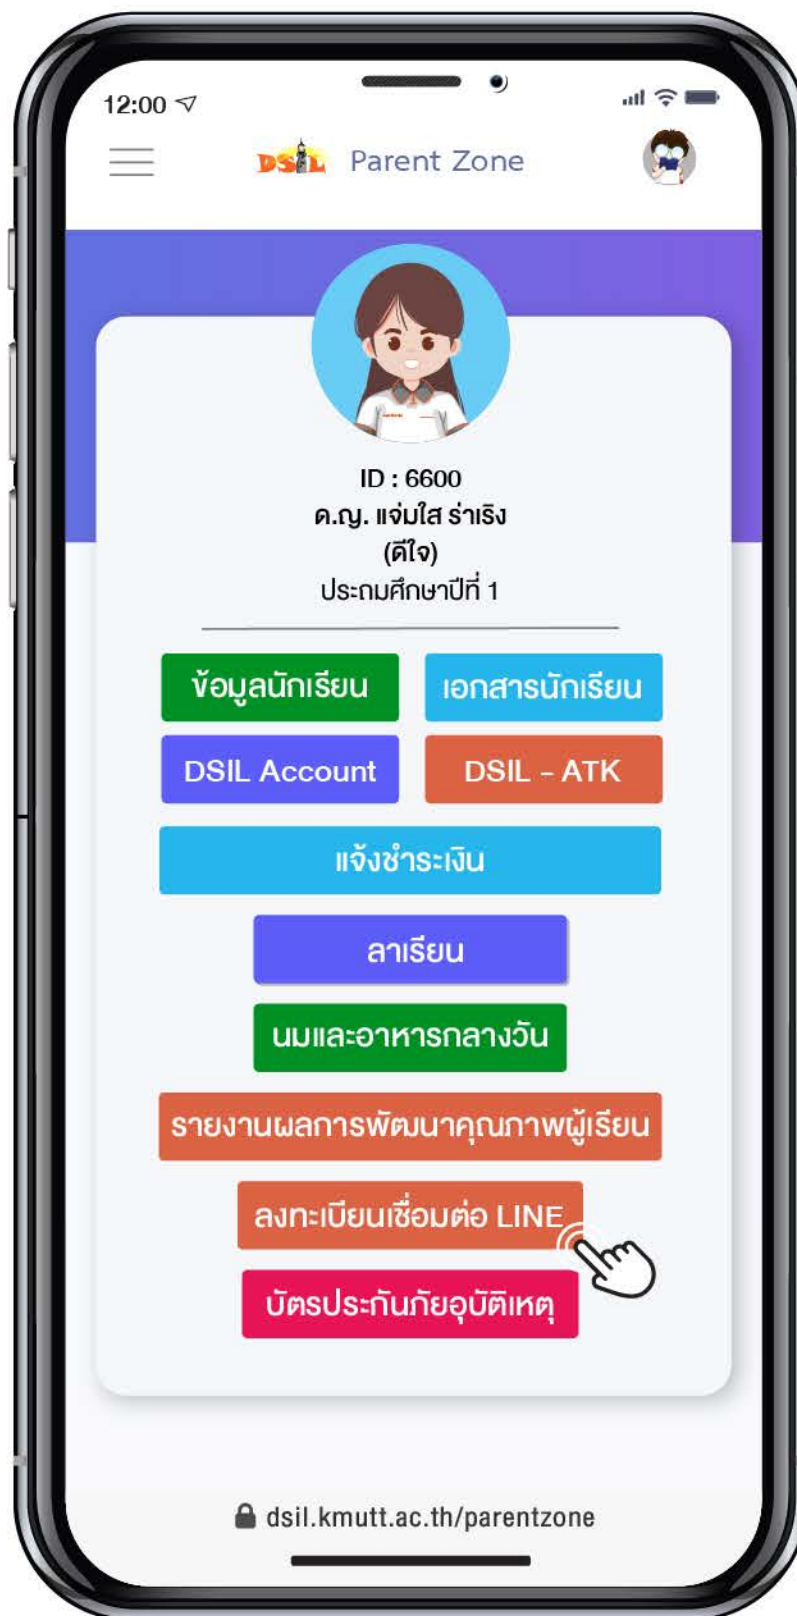 12:00
DSIL Parent Zone
ID : 6600
ด.ญ. แจ่มใส ร่าเริง
(ดีใจ)
ประถมศึกษาปีที่ 1
ข้อมูลนักเรียน เอกสารนักเรียน
DSIL Account DSIL - ATK
แจ้งชำระเงิน
ลาเรียน
นมและอาหารกลางวัน
รายงานผลการพัฒนาคุณภาพผู้เรียน
ลงทะเบียนเชื่อมต่อ LINE
บัตรประกันภัยอุบัติเหตุ
dsil.kmutt.ac.th/parentzone